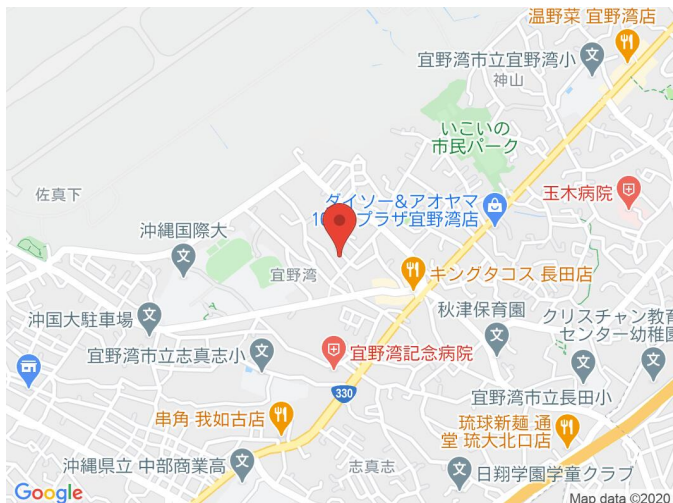 温野菜 宜野湾店
宜野湾市立宜野湾小
神山
いこいの
市民パーク
佐真下
玉木病院
ダイソー&アオヤマ
プラザ宜野湾店
沖縄国際大
宜野湾
キングタコス 長田店
沖国大駐車場
秋津保育園
クリスチャン教育
センター幼稚園
宜野湾市立志真志小
宜野湾記念病院
330
宜野湾市立長田小
串角 我如古店
琉球新麺 通
堂 琉大北口店
沖縄県立 中部商業高
志真志
日翔学園学童クラブ
Google
Map data ©2020